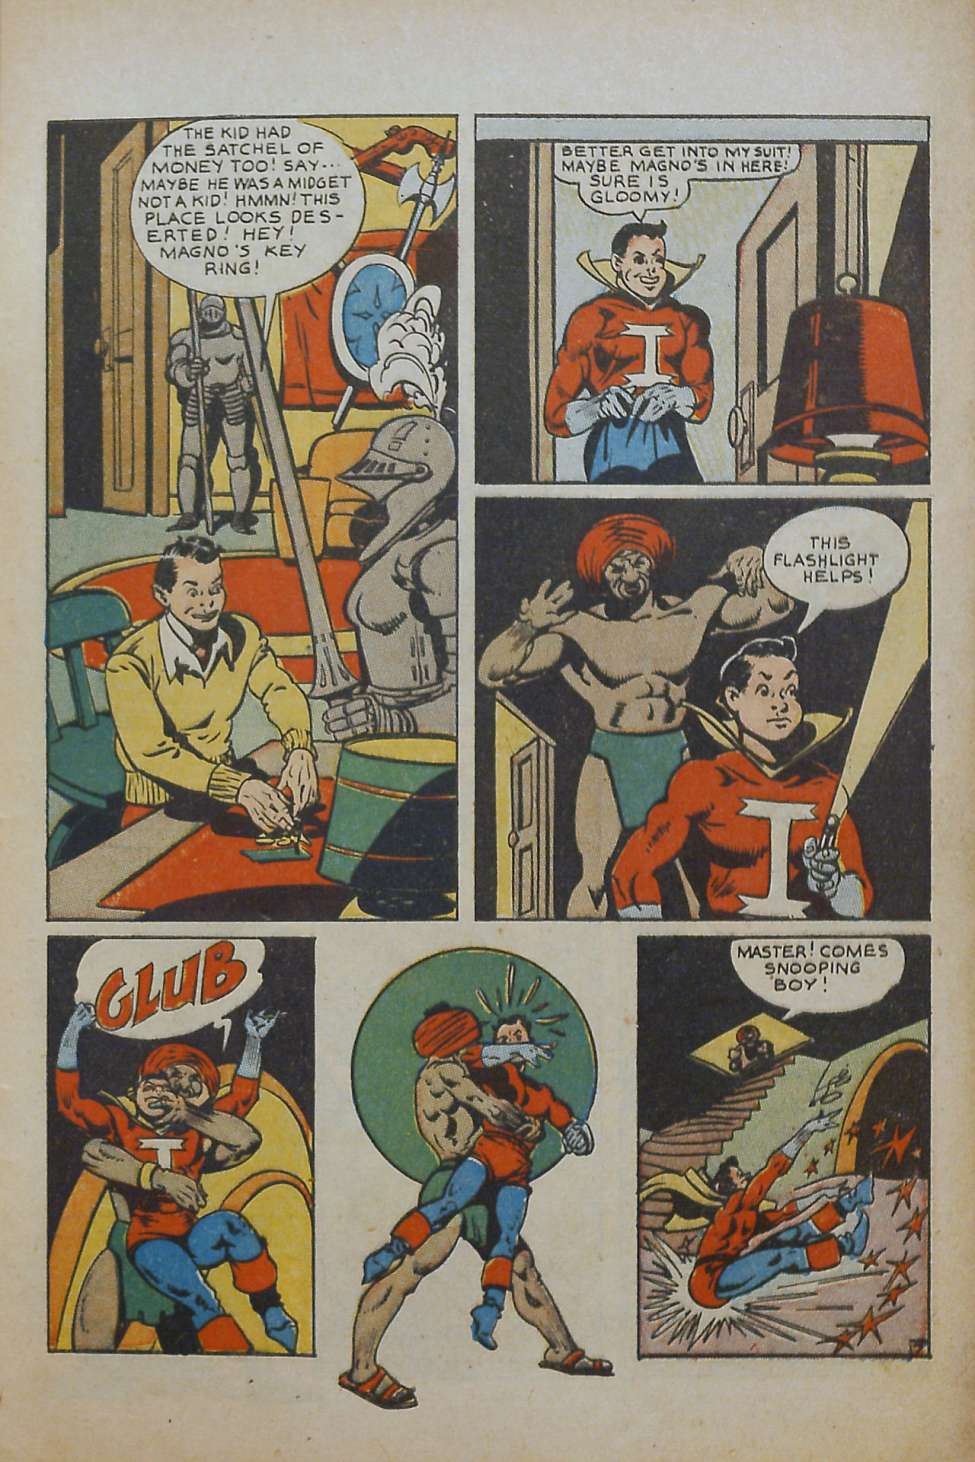 THE KID HAD
THE SATCHEL OF
MONEY TOO! SAY---
MAYBE HE WAS A MIDGET
NOT A KID! HMMN! THIS
PLACE LOOKS DES-
ERTED! HEY!
MAGNO'S KEY
RING!
BETTER GET INTO MY SUIT!
MAYBE MAGNO'S IN HERE!
SURE IS
GLOOMY!
I
THIS
FLASHLIGHT
HELPS!
I
GLUB
I
MASTER! COMES
SNOOPING
BOY!